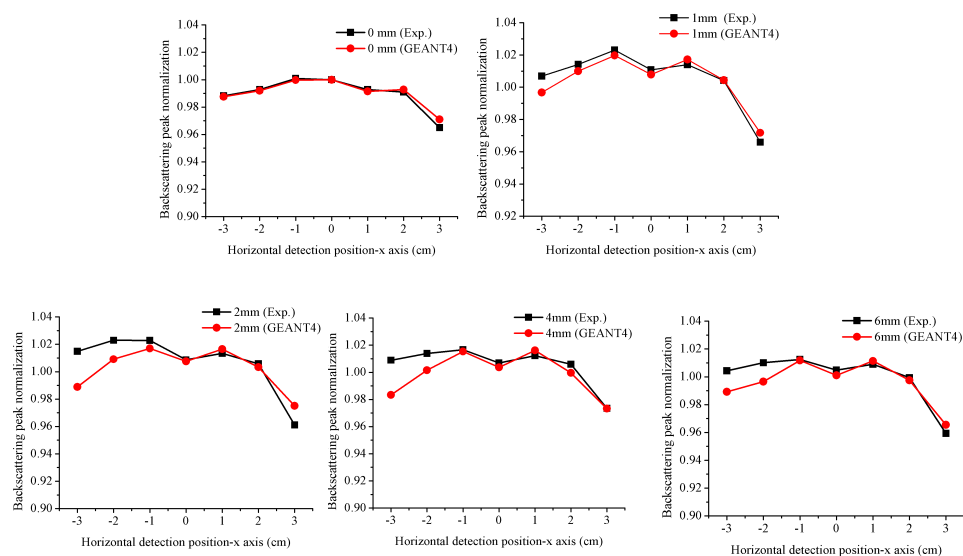 0 mm (Exp.)
0 mm (GEANT4)
Backscattering peak normalization
1.04
1.02
1.00
0.98
0.96
0.94
0.92
0.90
-3 -2 -1 0 1 2 3
Horizontal detection position-x axis (cm)
1mm (Exp.)
1mm (GEANT4)
Backscattering peak normalization
1.04
1.02
1.00
0.98
0.96
0.94
0.92
-3 -2 -1 0 1 2 3
Horizontal detection position-x axis (cm)
2mm (Exp.)
2mm (GEANT4)
Backscattering peak normalization
1.04
1.02
1.00
0.98
0.96
0.94
0.92
0.90
-3 -2 -1 0 1 2 3
Horizontal detection position-x axis (cm)
4mm (Exp.)
4mm (GEANT4)
Backscattering peak normalization
1.04
1.02
1.00
0.98
0.96
0.94
0.92
0.90
-3 -2 -1 0 1 2 3
Horizontal detection position-x axis (cm)
6mm (Exp.)
6mm (GEANT4)
Backscattering peak normalization
1.04
1.02
1.00
0.98
0.96
0.94
0.92
0.90
-3 -2 -1 0 1 2 3
Horizontal detection position-x axis (cm)